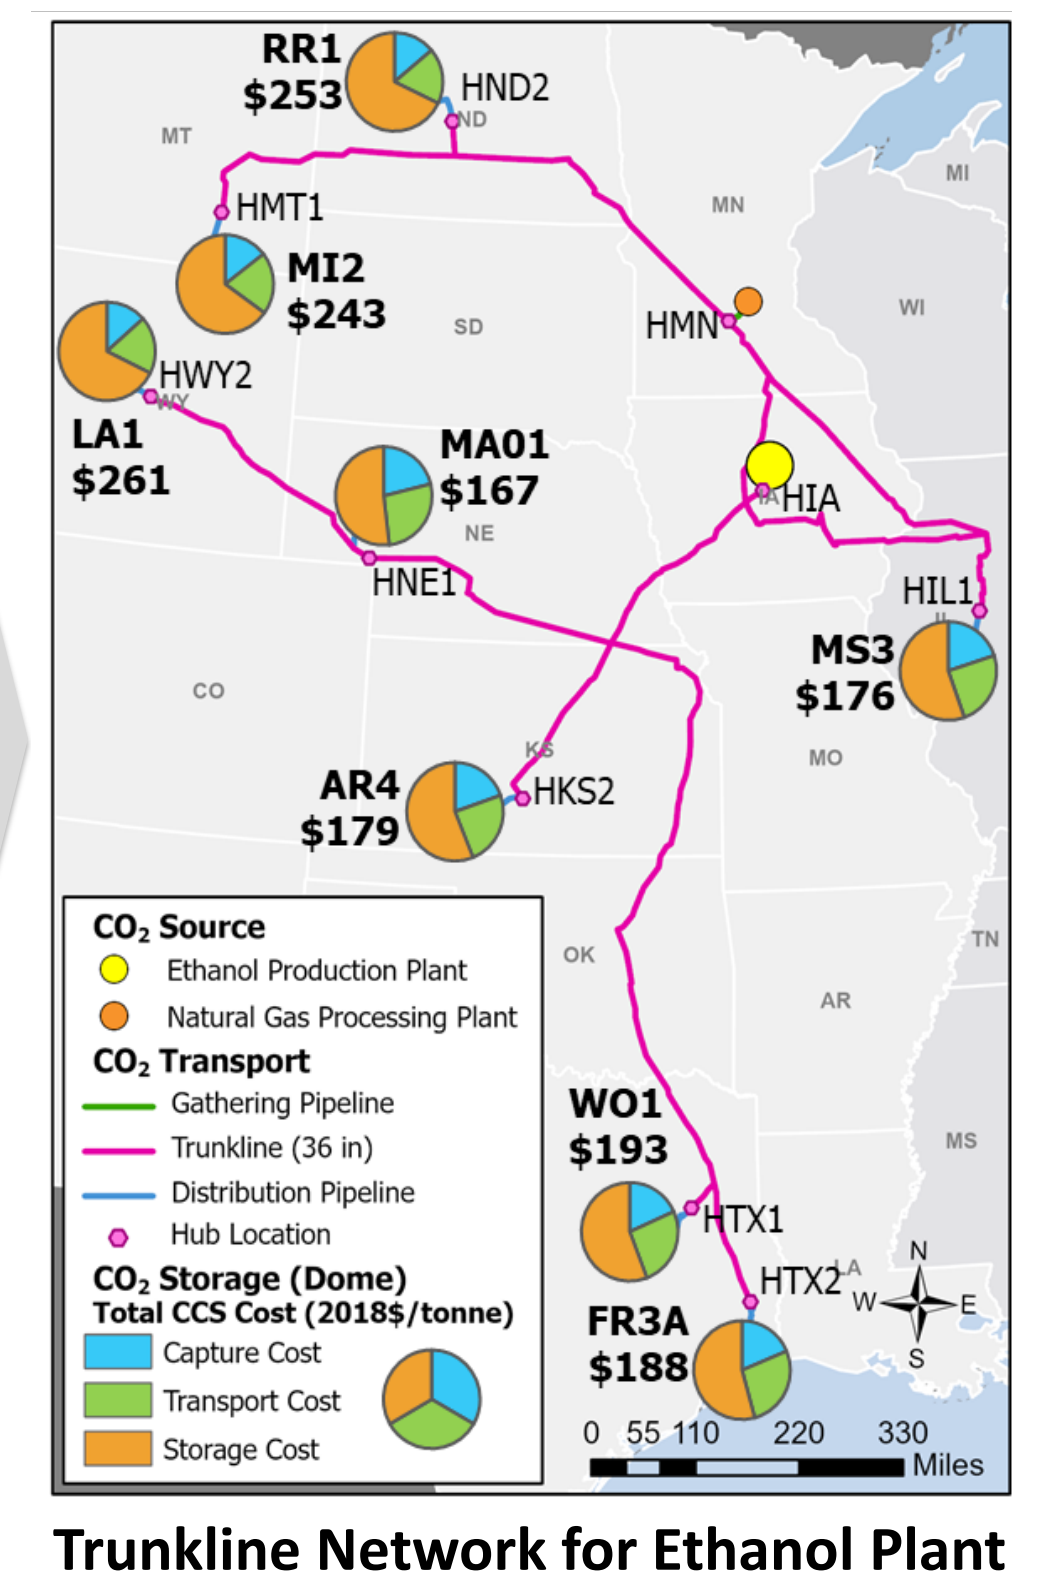 RR1
$253
HND2
ND
MT
MI
HMT1
MN
MI2
$243
WI
HMN
SD
HWY2
WY
LA1
$261
MA01
$167
NE
HIA
IA
HNE1
HIL1
IL
MS3
$176
CO
KS
MO
AR4
$179
HKS2
CO₂ Source
Ethanol Production Plant
Natural Gas Processing Plant
CO₂ Transport
Gathering Pipeline
Trunkline (36 in)
Distribution Pipeline
Hub Location
CO₂ Storage (Dome)
Total CCS Cost (2018$/tonne)
Capture Cost
Transport Cost
Storage Cost
OK
TN
AR
WO1
$193
MS
HTX1
HTX2
LA
N
W E
S
FR3A
$188
0 55 110 220 330
Miles
Trunkline Network for Ethanol Plant